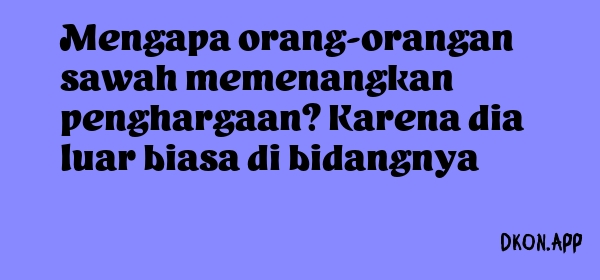 Mengapa orang-orangan
sawah memenangkan
penghargaan? Karena dia
luar biasa di bidangnya
DKON.APP